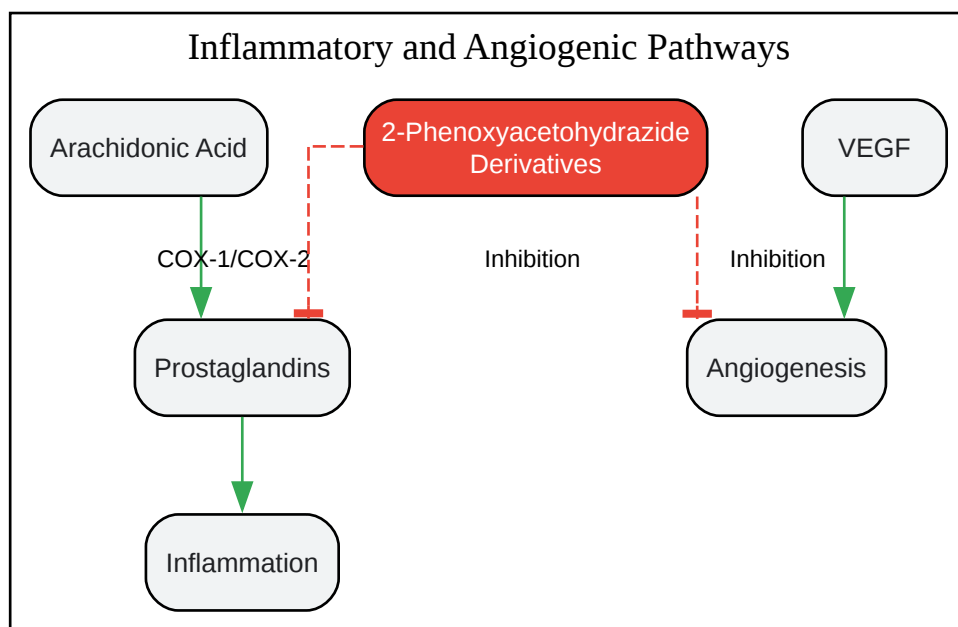 Inflammatory and Angiogenic Pathways
Arachidonic Acid
2-Phenoxyacetohydrazide
Derivatives
VEGF
COX-1/COX-2
Inhibition
Inhibition
Prostaglandins
Angiogenesis
Inflammation